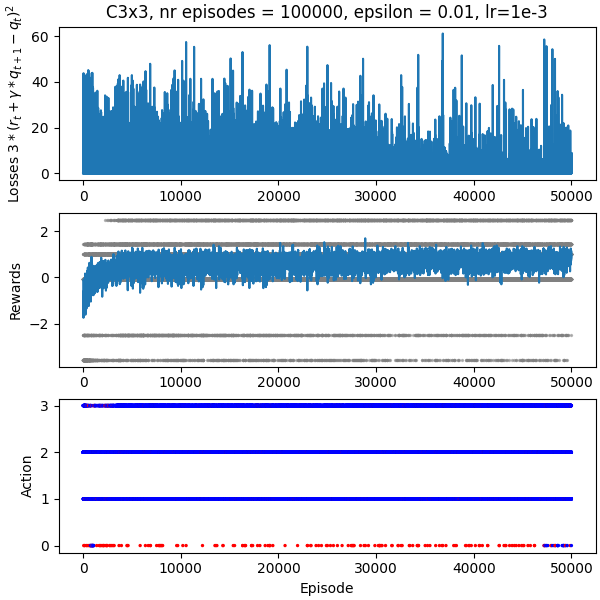 C3x3, nr episodes = 100000, epsilon = 0.01, lr=1e-3
Losses 3 * (r_t + γ * q_{t+1} − q_t)^2
60
40
20
0
0 10000 20000 30000 40000 50000
Rewards
2
0
−2
0 10000 20000 30000 40000 50000
Action
3
2
1
0
0 10000 20000 30000 40000 50000
Episode